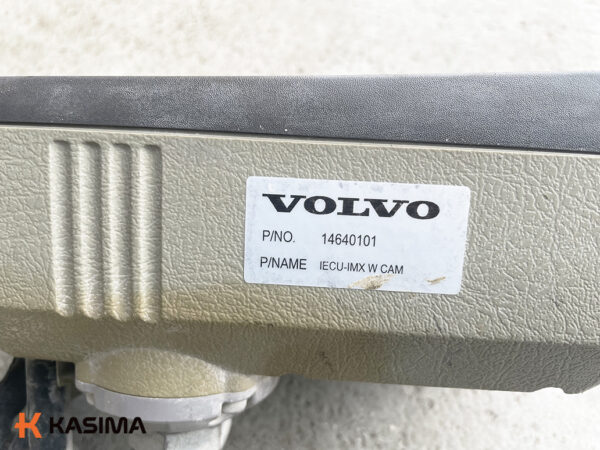 VOLVO
P/NO. 14640101
P/NAME IECU-IMX W CAM
KASIMA